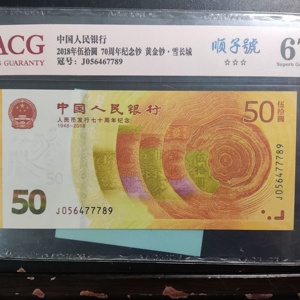 ACG
GUARANTY
中国人民银行
2018年伍拾圆 70周年纪念钞 黄金钞·雪长城
冠号: J056467789
顺子號
☆☆☆
67
Superb G
中国人民银行
人民币发行七十周年纪念
1948-2018
50
伍拾圆
50
J056477789
J056477789